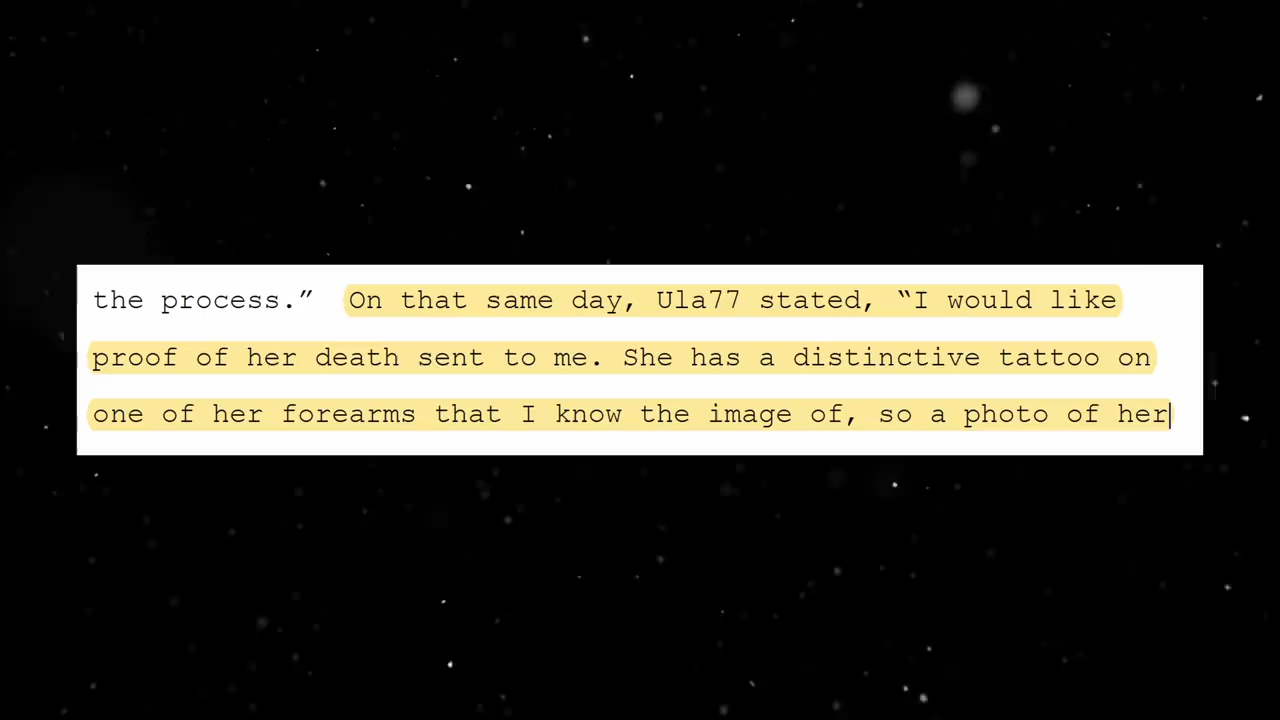 the process.” On that same day, Ula77 stated, “I would like
proof of her death sent to me. She has a distinctive tattoo on
one of her forearms that I know the image of, so a photo of her